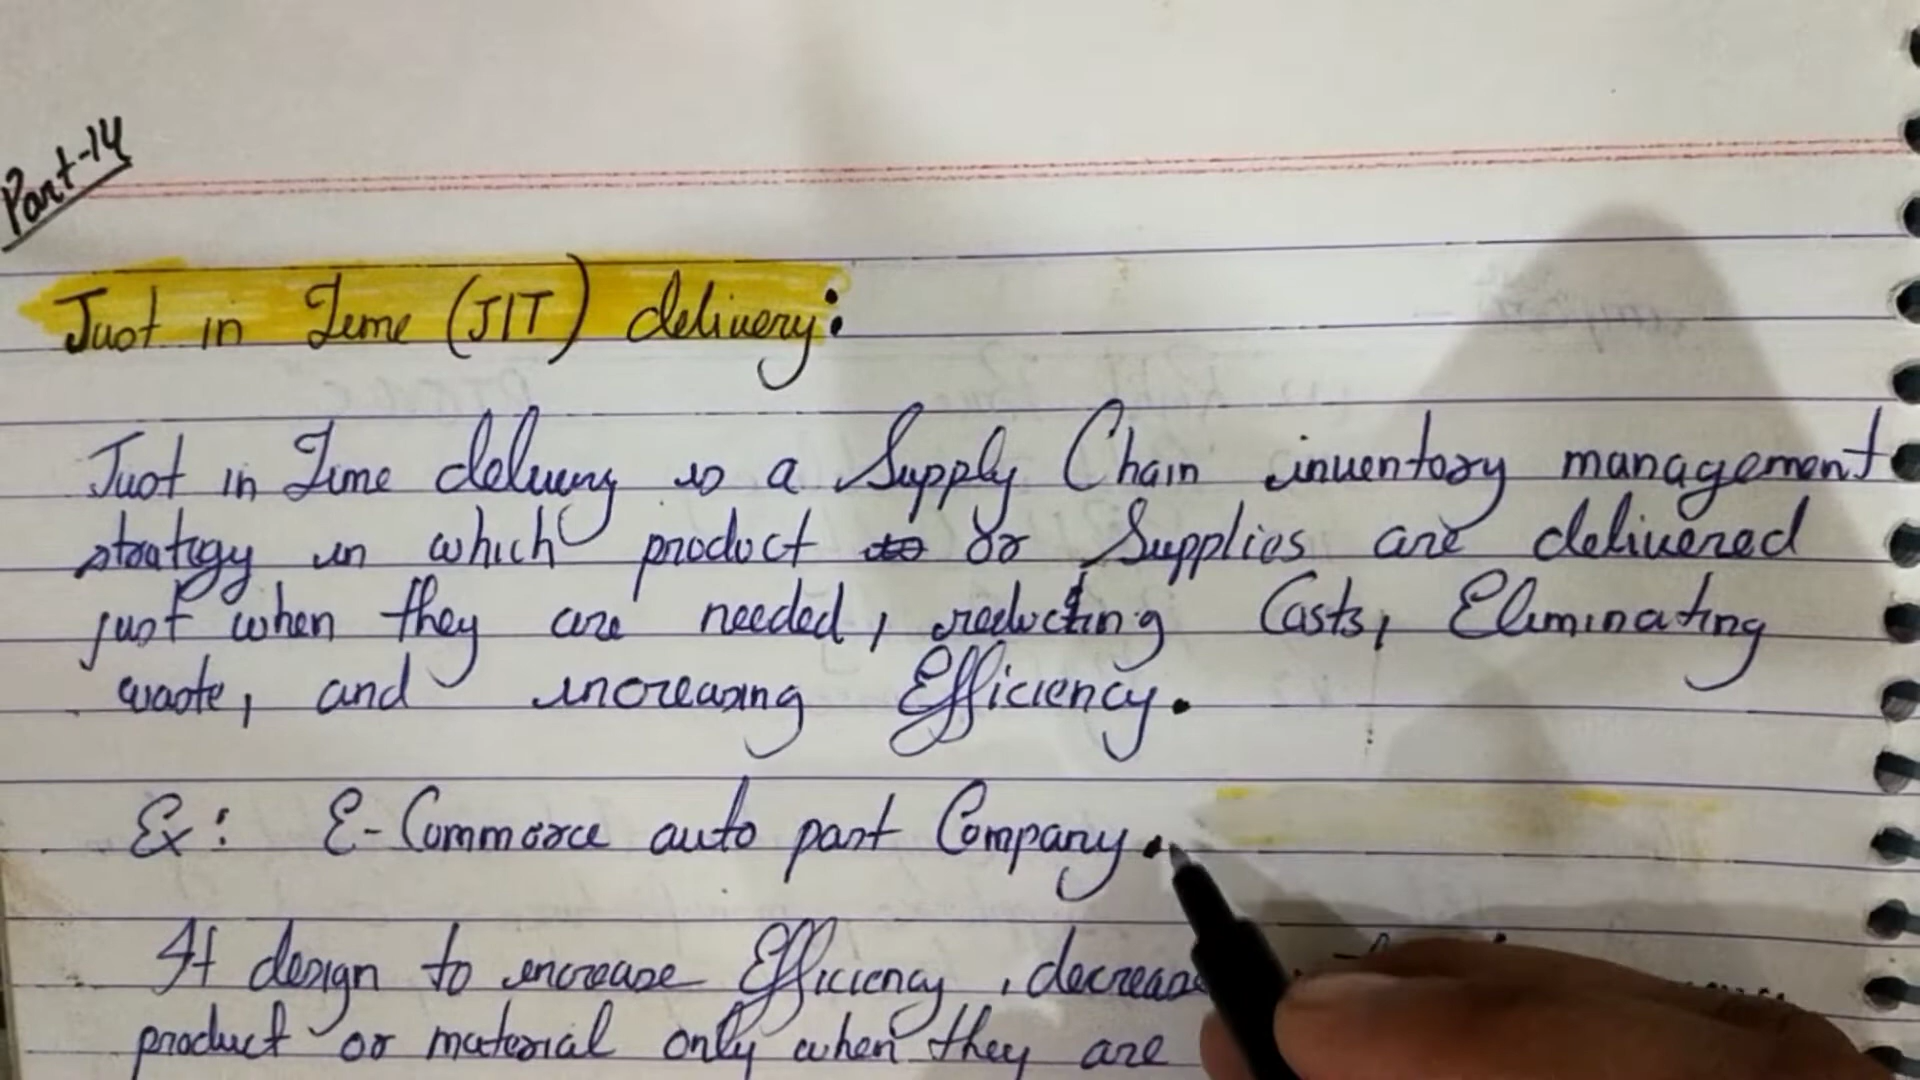 Part-14
Just in Time (JIT) delivery:
Just in Time delivery is a Supply Chain inventory management
strategy in which product or Supplies are delivered
just when they are needed, reducting Costs, Eliminating
waste, and increasing Efficiency.
Ex: E-Commerce auto part Company.
It design to increase Efficiency, decrease
product or material only when they are